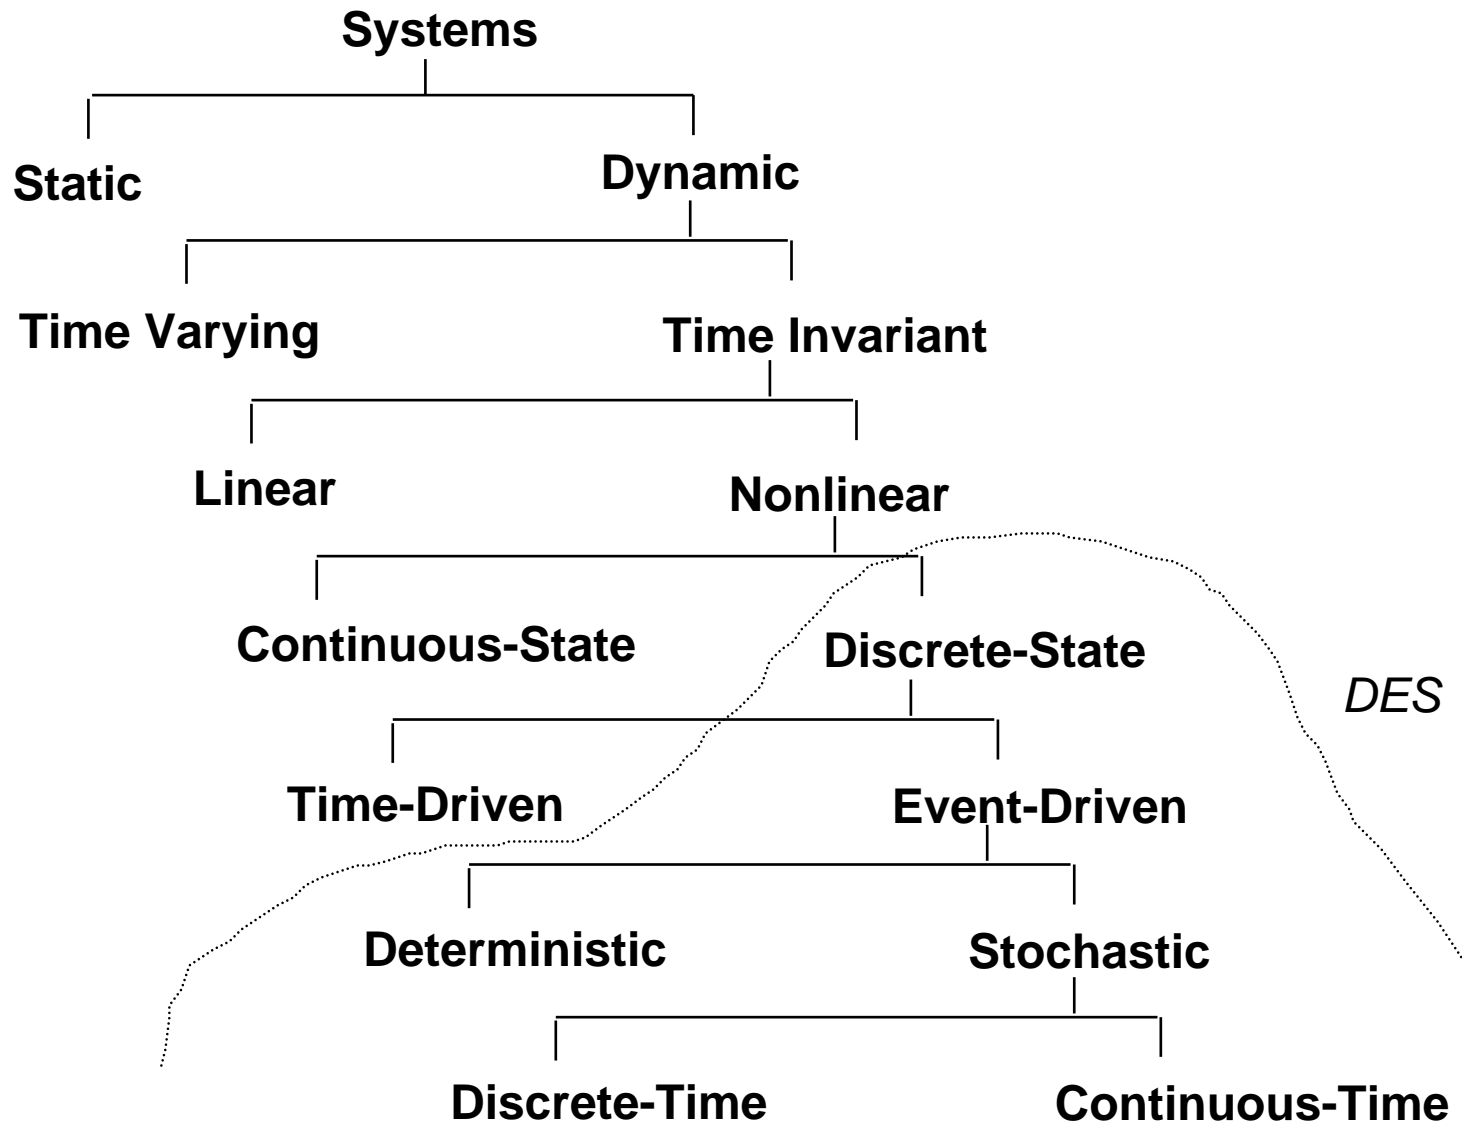 Systems
Static
Dynamic
Time Varying
Time Invariant
Linear
Nonlinear
Continuous-State
Discrete-State
DES
Time-Driven
Event-Driven
Deterministic
Stochastic
Discrete-Time
Continuous-Time